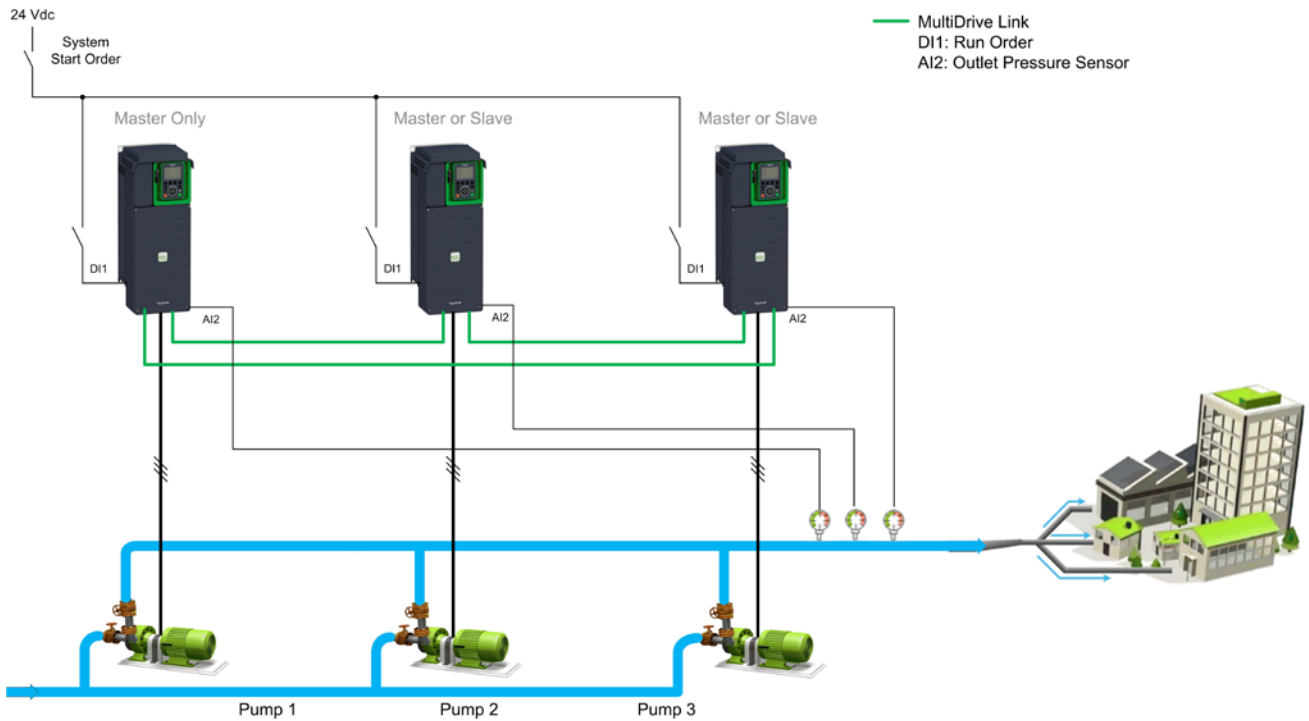 24 Vdc
System
Start Order
MultiDrive Link
DI1: Run Order
AI2: Outlet Pressure Sensor
Master Only
Master or Slave
Master or Slave
DI1
DI1
DI1
AI2
AI2
AI2
Pump 1
Pump 2
Pump 3